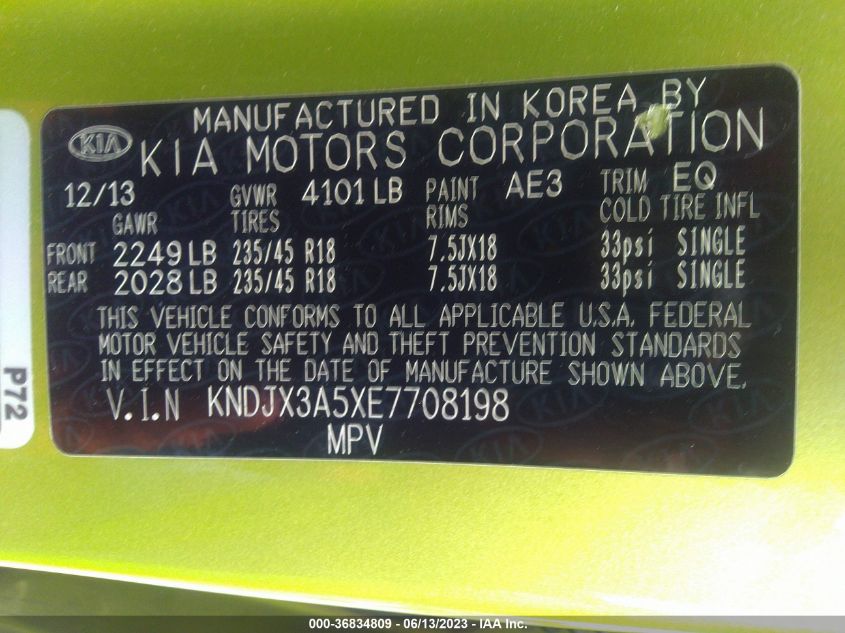 MANUFACTURED IN KOREA BY
KIA KIA MOTORS CORPORATION
12/13 GVWR 4101 LB PAINT AE3 TRIM EQ
GAWR TIRES RIMS COLD TIRE INFL
FRONT 2249 LB 235/45 R18 7.5JX18 33psi SINGLE
REAR 2028 LB 235/45 R18 7.5JX18 33psi SINGLE
THIS VEHICLE CONFORMS TO ALL APPLICABLE U.S.A. FEDERAL
MOTOR VEHICLE SAFETY AND THEFT PREVENTION STANDARDS
IN EFFECT ON THE DATE OF MANUFACTURE SHOWN ABOVE.
V.I.N KNDJX3A5XE7708198
MPV
P72
000-36834809 - 06/13/2023 - IAA Inc.